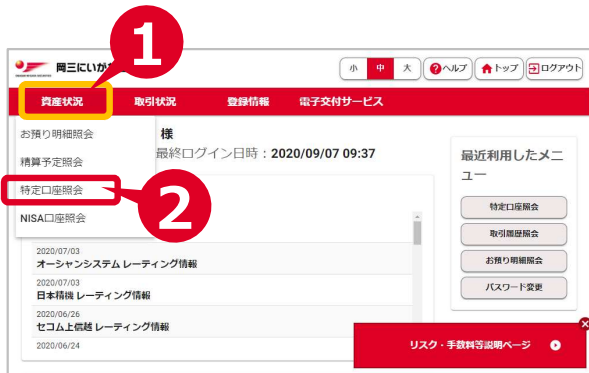 1
岡三にいが
小 中 大 ?ヘルプ トップ ログアウト
資産状況 取引状況 登録情報 電子交付サービス
お預り明細照会
様
精算予定照会
最終ログイン日時：2020/09/07 09:37
特定口座照会
2
NISA口座照会
2020/07/03
オーシャンシステム レーティング情報
2020/07/03
日本精機 レーティング情報
2020/06/26
セコム上信越 レーティング情報
2020/06/24
最近利用したメニ
ュー
特定口座照会
取引履歴照会
お預り明細照会
パスワード変更
リスク・手数料等説明ページ